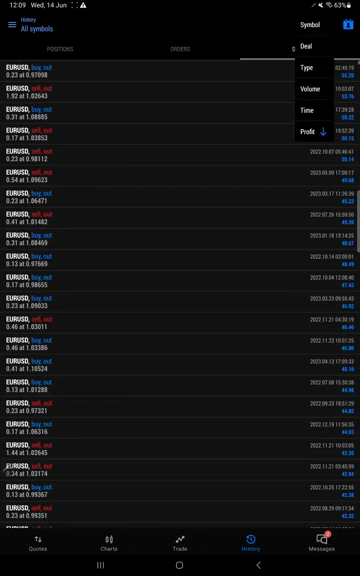 12:09 Wed, 14 Jun
63%
History
All symbols
Symbol
Deal
Type
Volume
Time
Profit
POSITIONS
ORDERS
D
EURUSD, buy, out
02:45:19
0.23 at 0.97098
55.20
EURUSD, sell, out
10:03:01
1.92 at 1.02643
53.76
EURUSD, buy, out
17:39:28
0.31 at 1.08885
EURUSD, sell, out
19:52:39
0.17 at 1.03853
50.15
EURUSD, sell, out
2022.10.07 05:46:41
0.23 at 0.98112
50.14
EURUSD, sell, out
2023.05.09 17:00:11
0.54 at 1.09623
49.68
EURUSD, buy, out
2023.03.17 11:26:29
0.23 at 1.06471
49.22
EURUSD, sell, out
2022.07.26 15:59:50
0.41 at 1.01482
49.20
EURUSD, buy, out
2023.01.18 13:14:25
0.31 at 1.08469
EURUSD, buy, out
2022.10.14 03:00:01
0.13 at 0.97669
48.49
EURUSD, buy, out
2022.10.04 12:08:40
0.17 at 0.98655
47.43
EURUSD, buy, out
2023.03.23 09:55:43
0.23 at 1.09033
46.92
EURUSD, sell, out
2022.11.21 04:30:19
0.46 at 1.03011
46.46
EURUSD, buy, out
2022.11.23 10:01:25
0.46 at 1.03386
46.00
EURUSD, buy, out
2023.04.13 17:09:33
0.41 at 1.10524
45.10
EURUSD, buy, out
2022.07.08 15:30:38
0.13 at 1.01288
44.98
EURUSD, sell, out
2022.09.23 18:51:29
0.23 at 0.97321
44.85
EURUSD, buy, out
2022.12.19 11:56:35
0.17 at 1.06316
44.03
EURUSD, sell, out
2022.11.21 10:03:05
1.44 at 1.02645
43.20
EURUSD, sell, out
2022.11.21 03:45:59
0.34 at 1.03174
42.84
EURUSD, buy, out
2022.10.25 17:22:55
0.13 at 0.99367
42.38
EURUSD, sell, out
2022.08.29 09:11:34
0.23 at 0.99351
42.32
Quotes
Charts
Trade
History
Messages